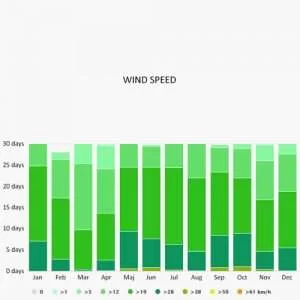 WIND SPEED
30 days
25 days
20 days
15 days
10 days
5 days
0 days
Jan Feb Mar Apr Maj Jun Jul Aug Sep Oct Nov Dec
0 >1 >5 >12 >19 >28 >38 >50 >61 km/h